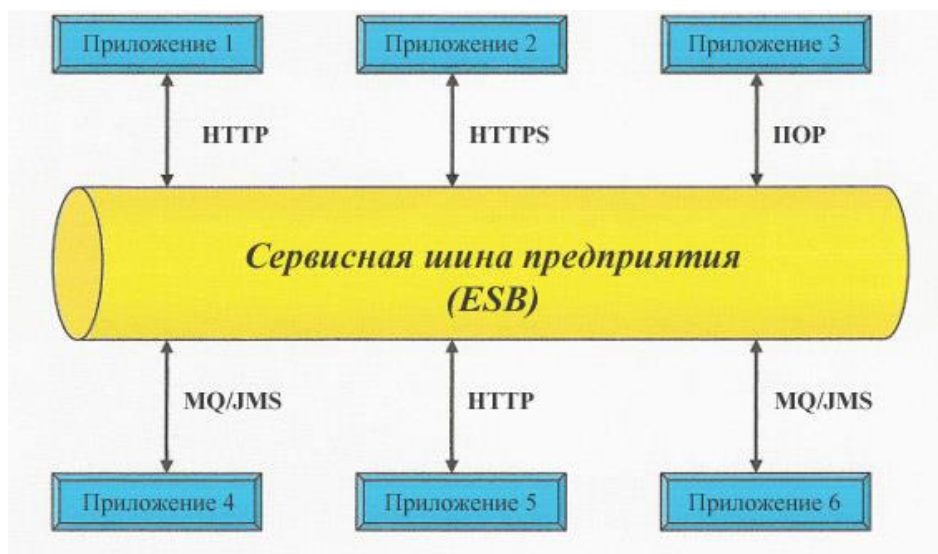 Приложение 1
Приложение 2
Приложение 3
HTTP
HTTPS
IIOP
Сервисная шина предприятия
(ESB)
MQ/JMS
HTTP
MQ/JMS
Приложение 4
Приложение 5
Приложение 6